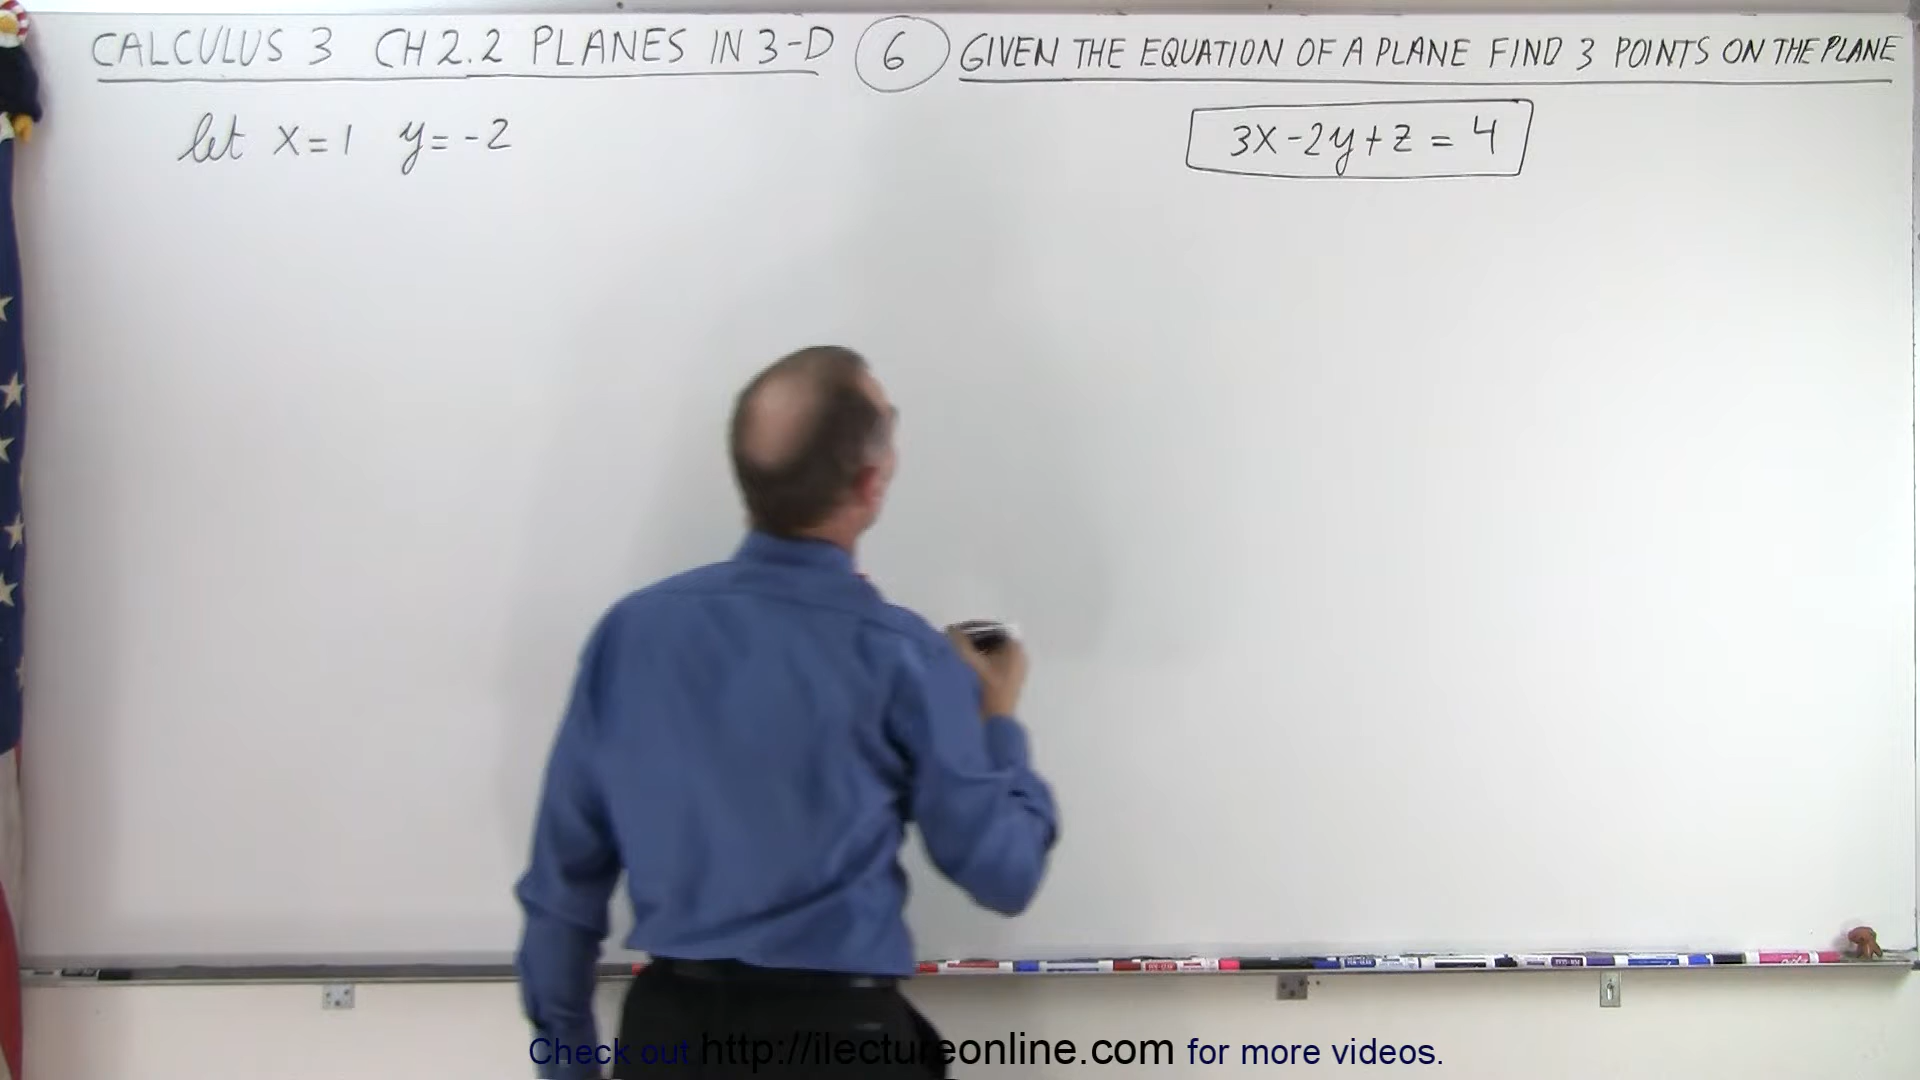 CALCULUS 3 CH 2.2 PLANES IN 3-D 6 GIVEN THE EQUATION OF A PLANE FIND 3 POINTS ON THE PLANE
let x=1 y=-2
3x-2y+z=4
Check out http://ilectureonline.com for more videos.